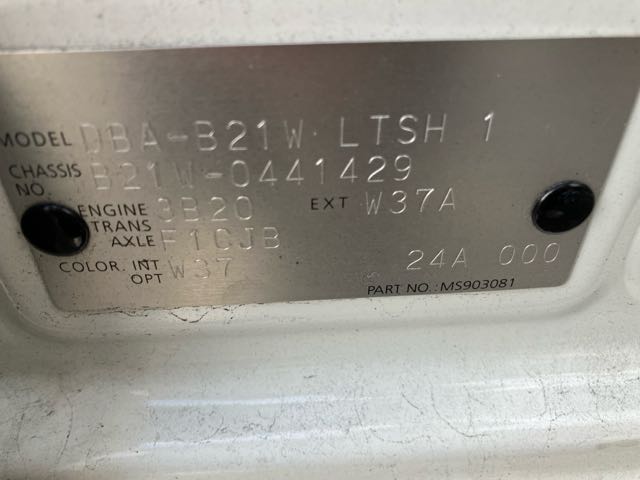 MODEL DBA-B21W LTSH 1
CHASSIS NO. B21W-0441429
ENGINE 3B20 EXT W37A
TRANS AXLE F1CJB
COLOR. INT OPT W37 24A 000
PART NO.:MS903081